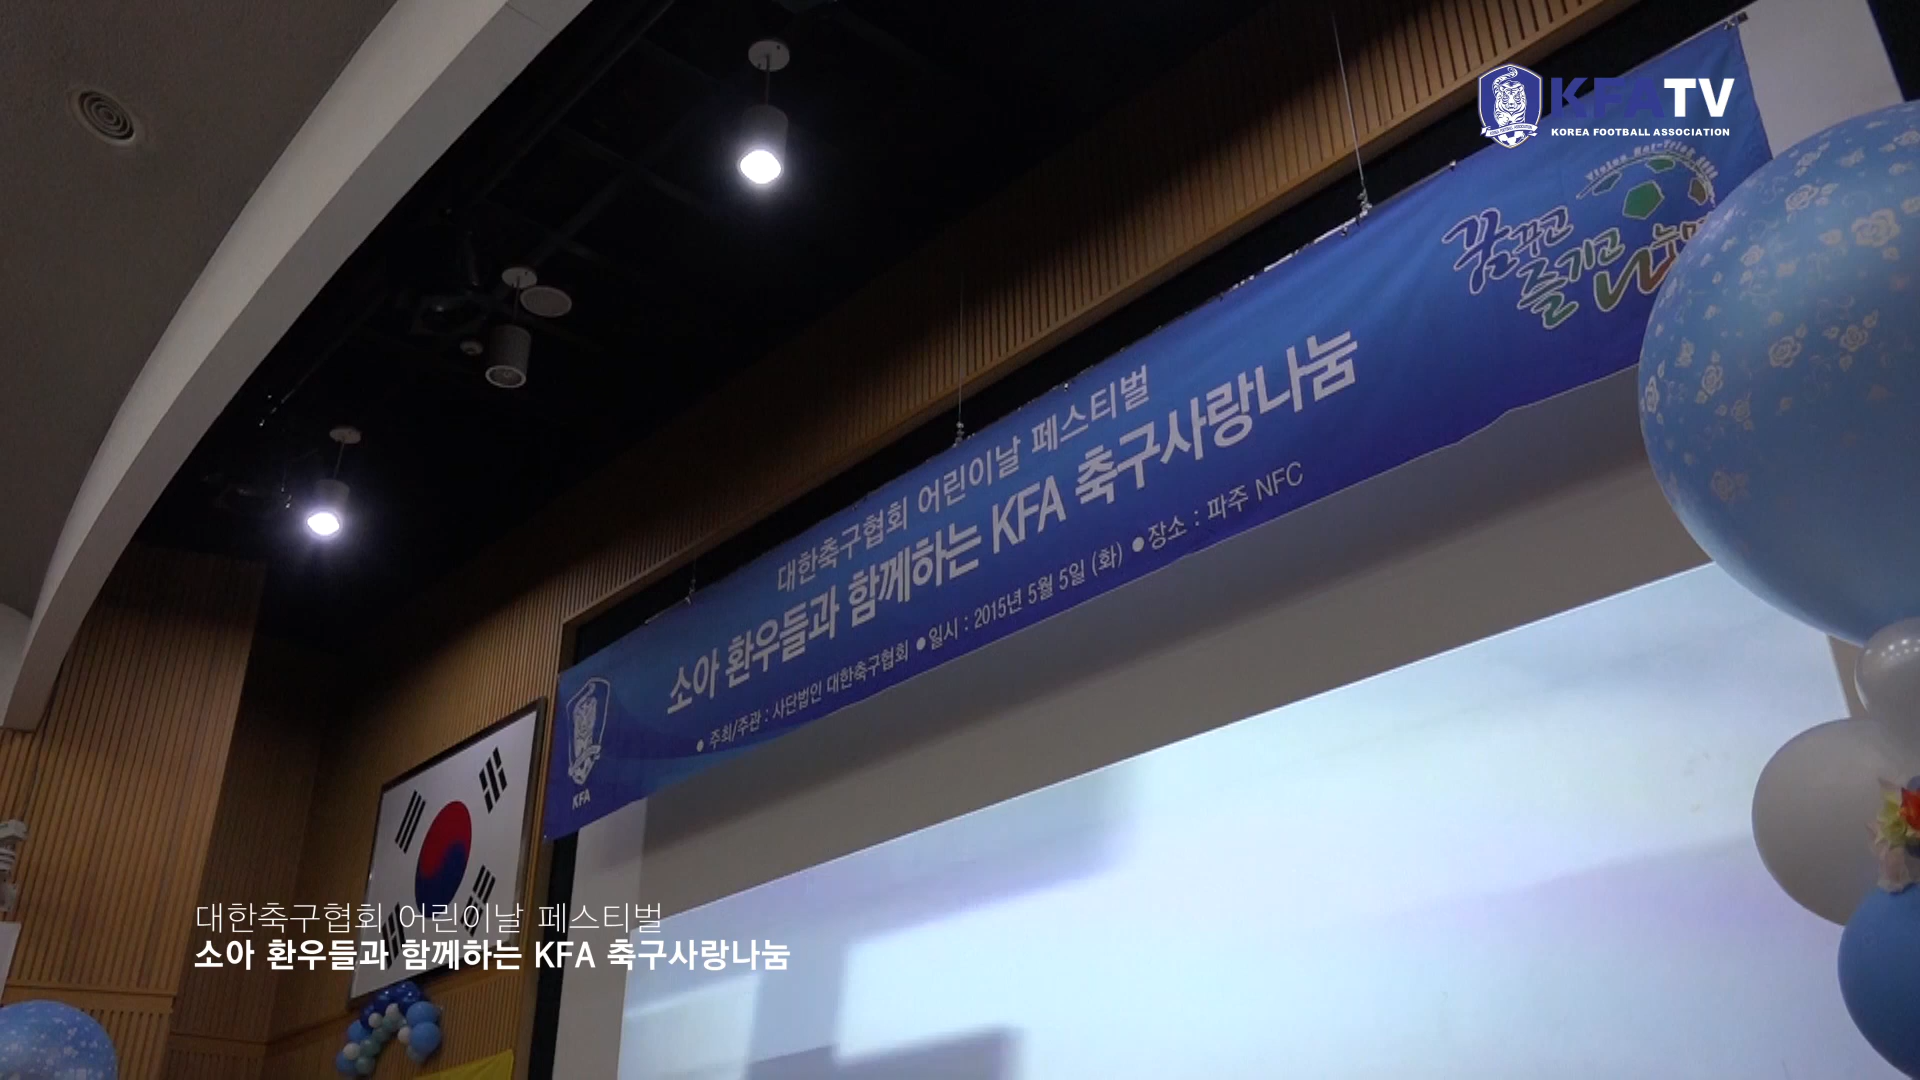 KFATV
KOREA FOOTBALL ASSOCIATION
꿈꾸고
즐기고
대한축구협회 어린이날 페스티벌
소아 환우들과 함께하는 KFA 축구사랑나눔
● 주최/주관 : 사단법인 대한축구협회 ● 일시 : 2015년 5월 5일 (화) ● 장소 : 파주 NFC
KFA
대한축구협회 어린이날 페스티벌
소아 환우들과 함께하는 KFA 축구사랑나눔